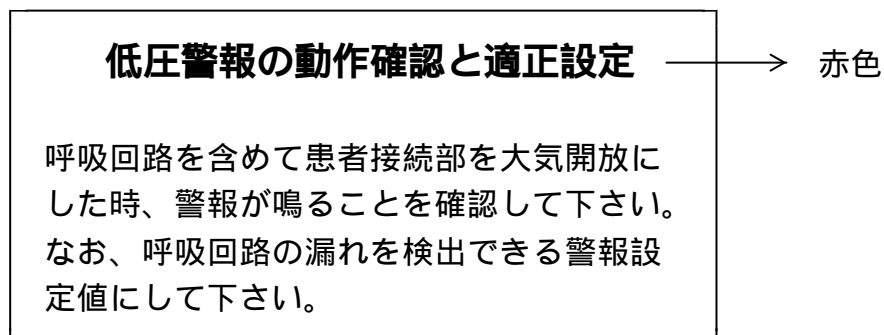 低圧警報の動作確認と適正設定
赤色
呼吸回路を含めて患者接続部を大気開放に
した時、警報が鳴ることを確認して下さい。
なお、呼吸回路の漏れを検出できる警報設
定値にして下さい。